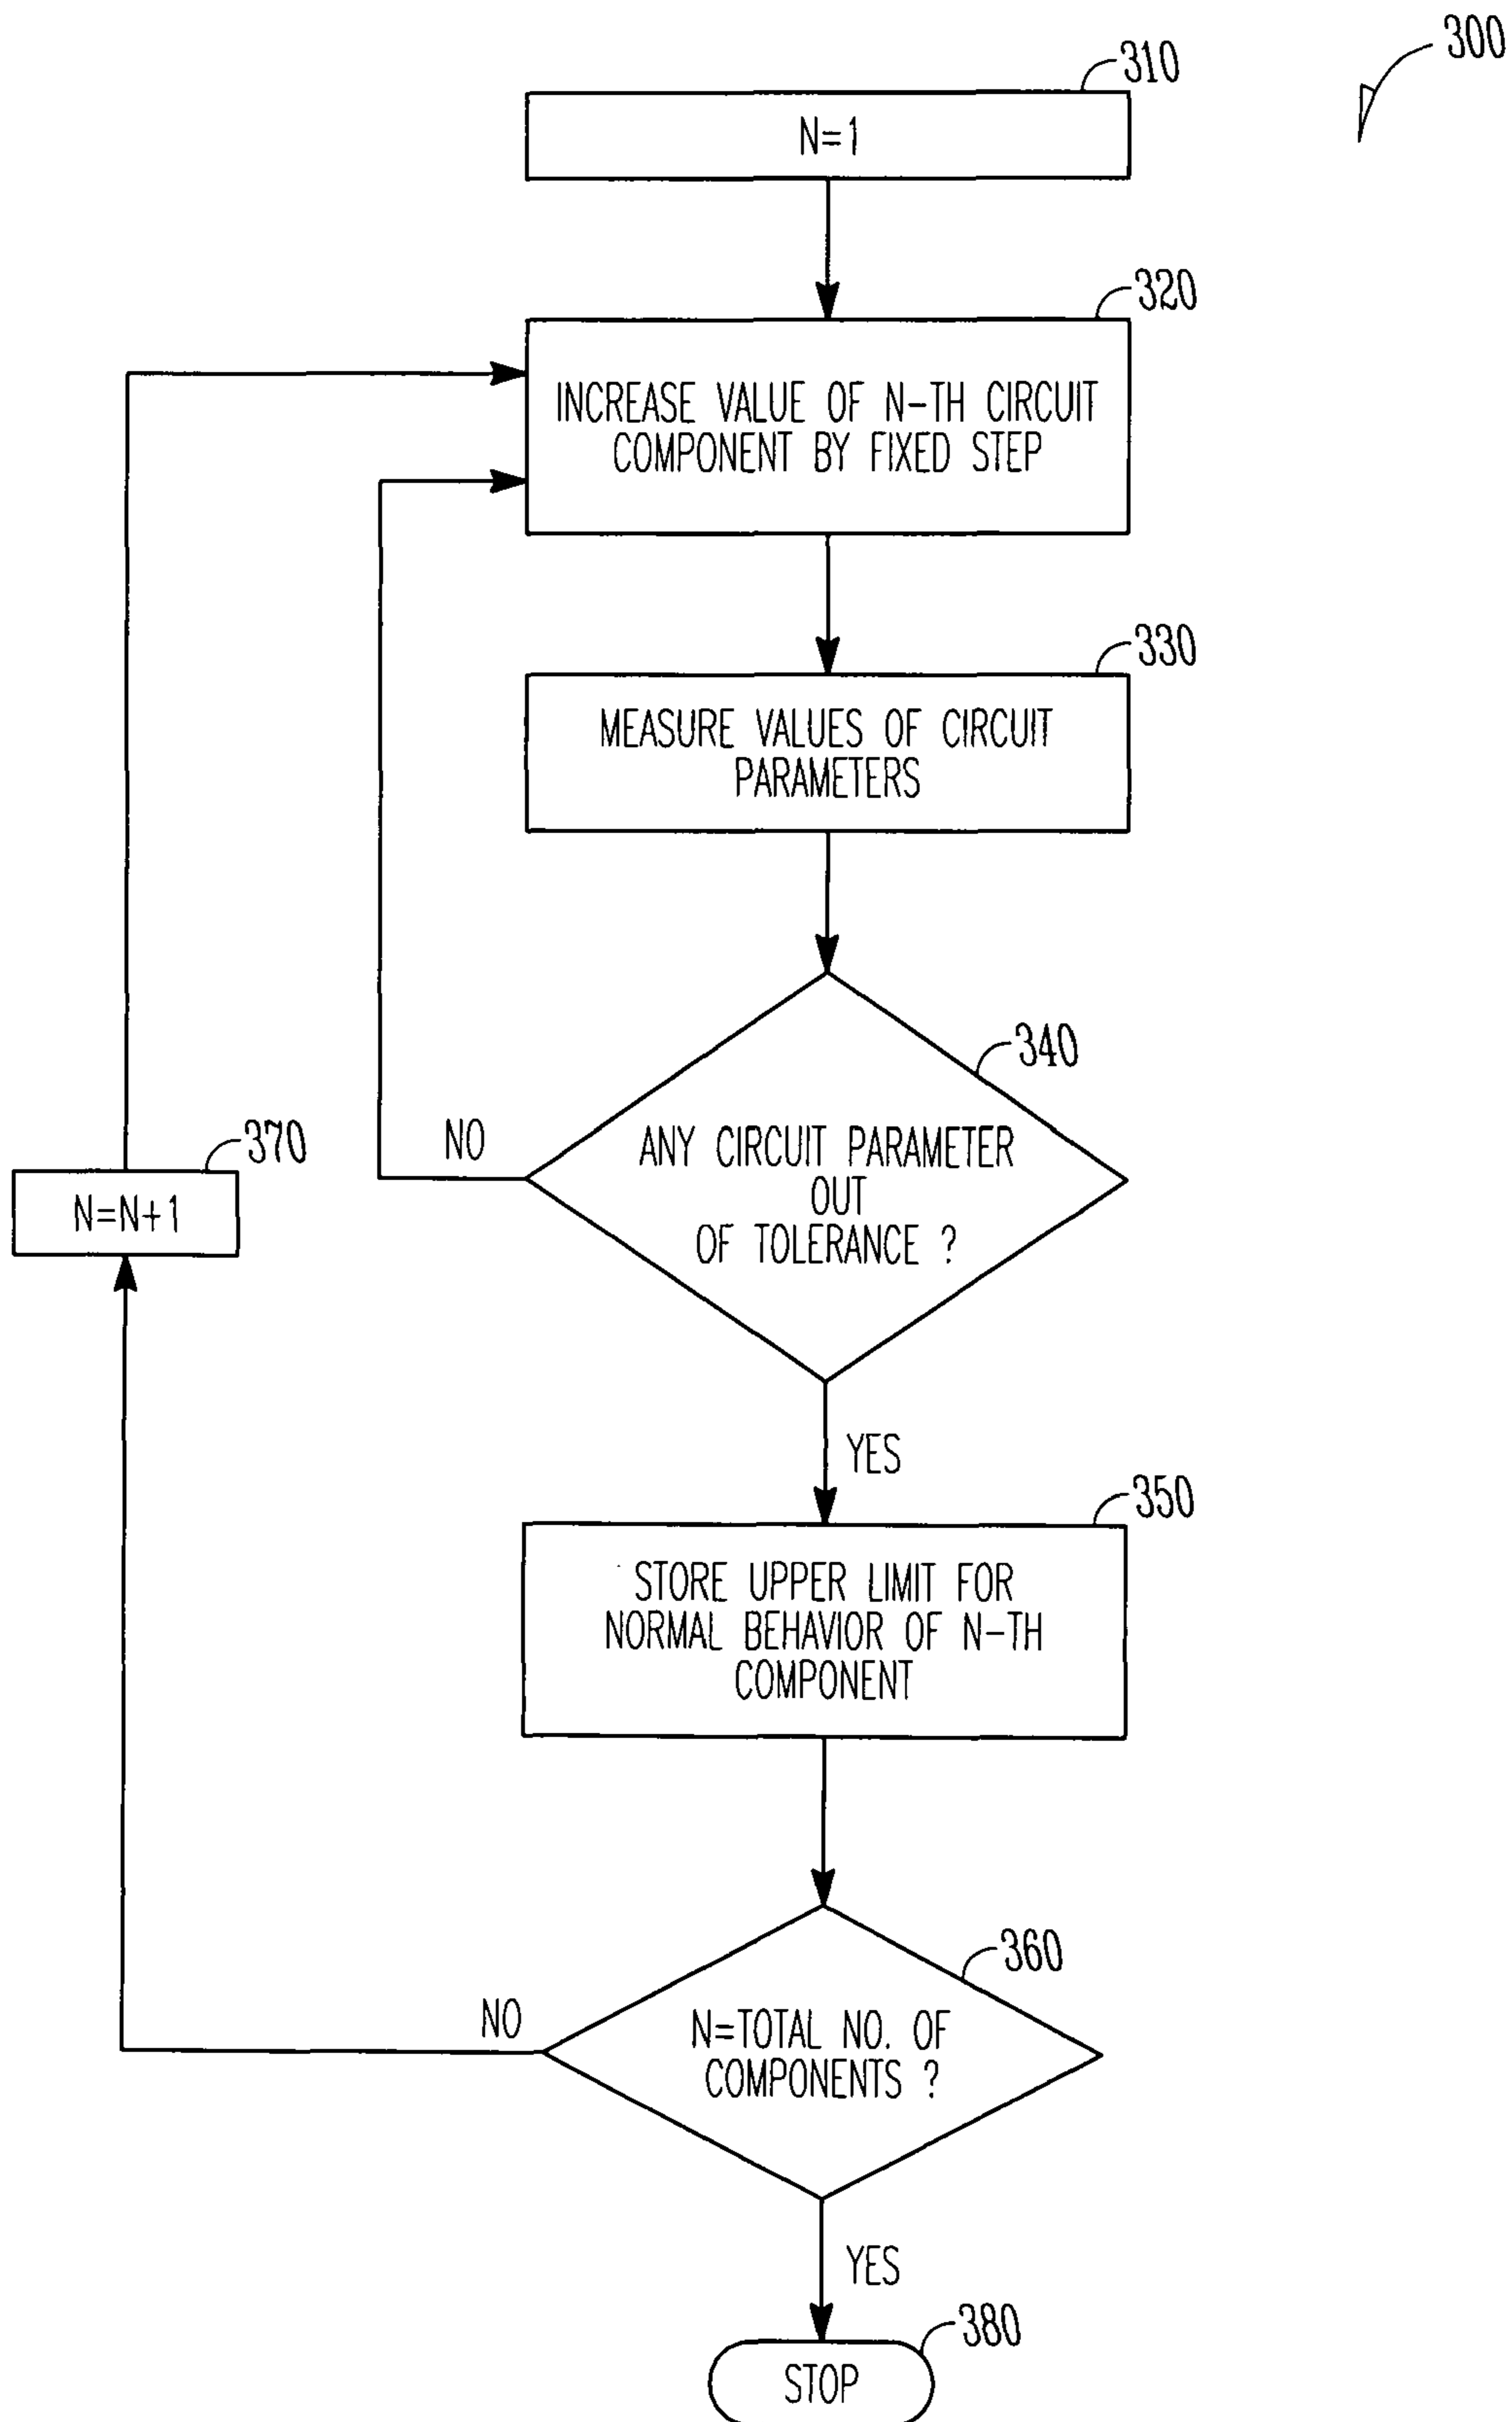 300
310
N=1
320
INCREASE VALUE OF N-TH CIRCUIT
COMPONENT BY FIXED STEP
330
MEASURE VALUES OF CIRCUIT
PARAMETERS
340
ANY CIRCUIT PARAMETER
OUT
OF TOLERANCE ?
NO
370
N=N+1
YES
350
STORE UPPER LIMIT FOR
NORMAL BEHAVIOR OF N-TH
COMPONENT
360
N=TOTAL NO. OF
COMPONENTS ?
NO
YES
380
STOP